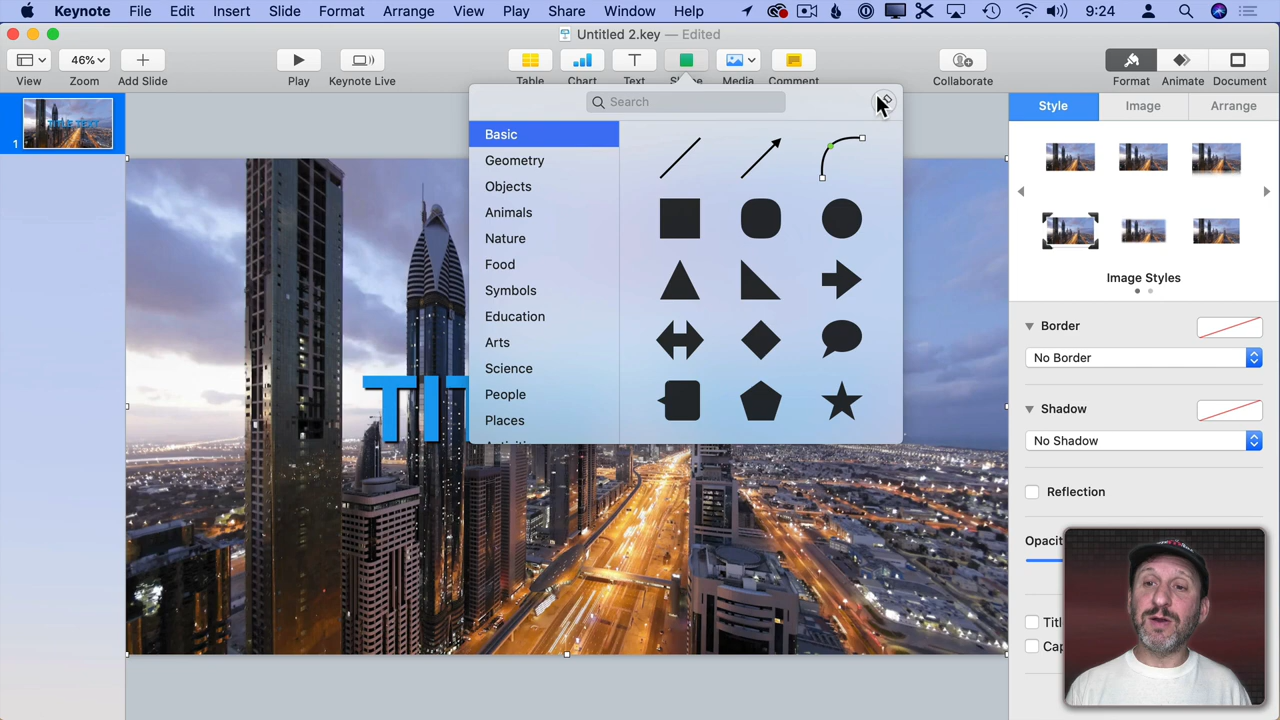 Keynote File Edit Insert Slide Format Arrange View Play Share Window Help 9:24
Untitled 2.key — Edited
46%
View Zoom Add Slide Play Keynote Live Table Chart Text Media Comment Collaborate Format Animate Document
Search
Style Image Arrange
1
Basic
Geometry
Objects
Animals
Nature
Food
Symbols
Education
Arts
Science
People
Places
Image Styles
Border
No Border
Shadow
No Shadow
Reflection